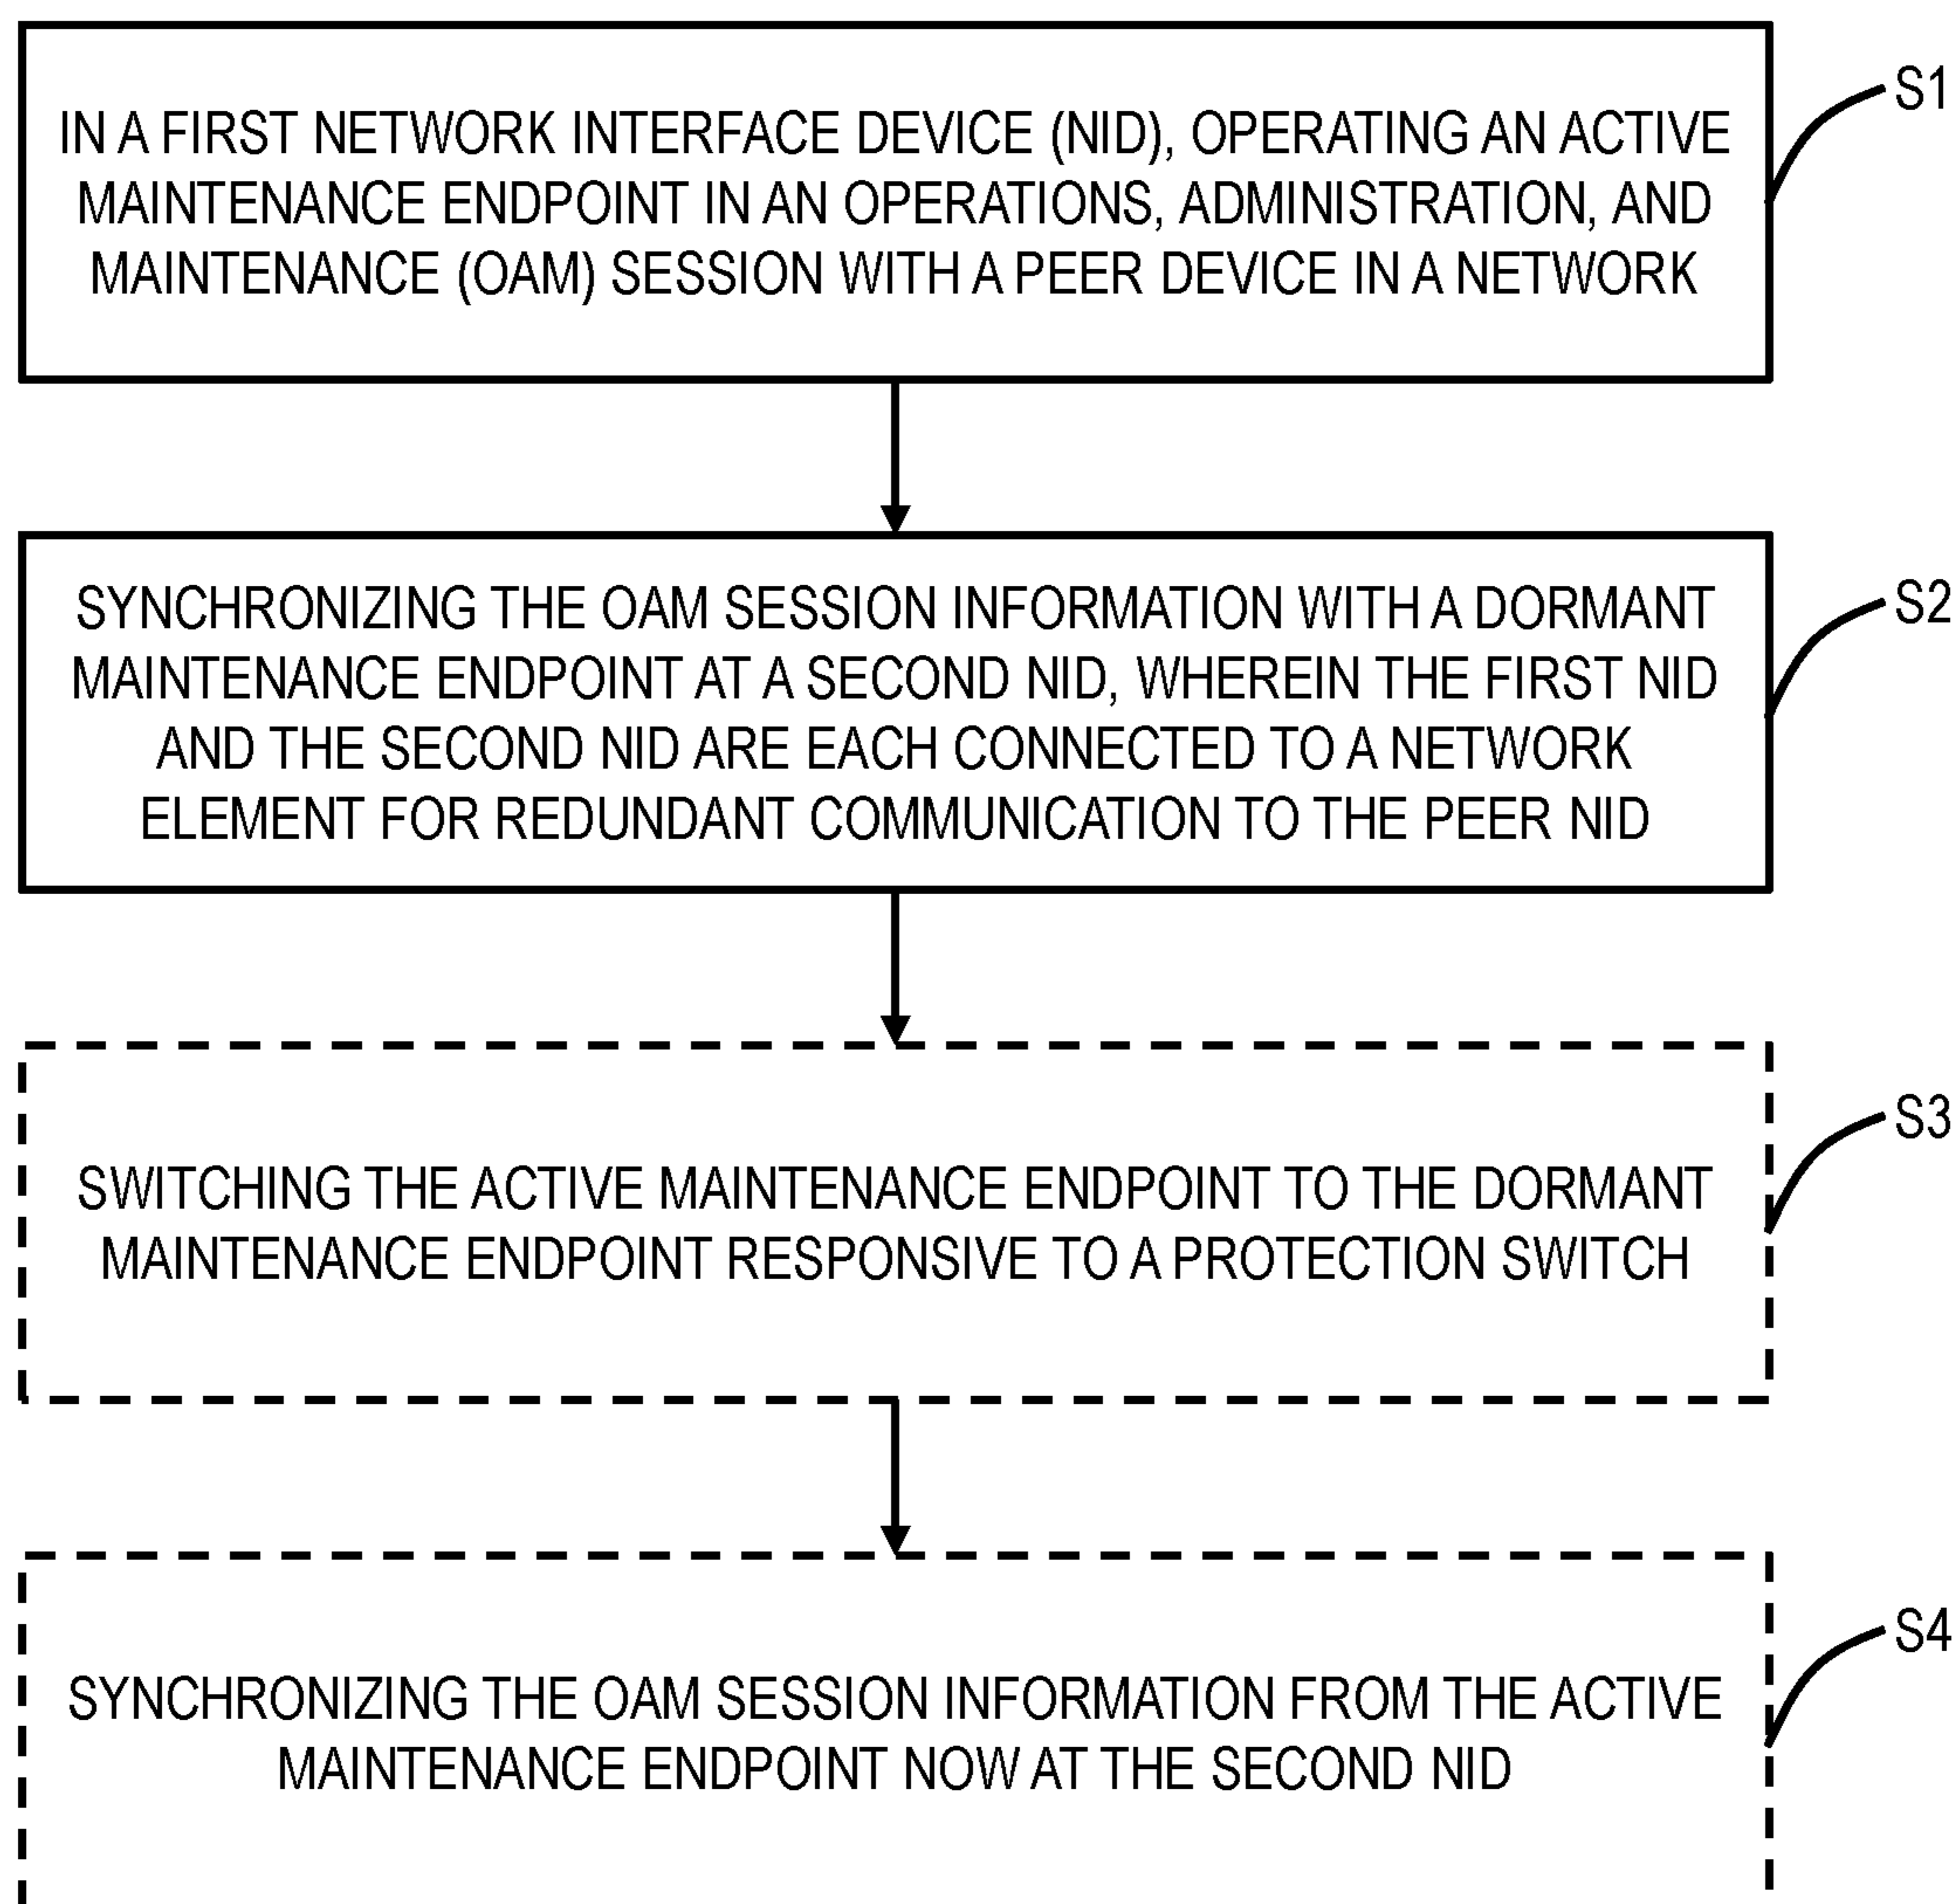 IN A FIRST NETWORK INTERFACE DEVICE (NID), OPERATING AN ACTIVE
MAINTENANCE ENDPOINT IN AN OPERATIONS, ADMINISTRATION, AND
MAINTENANCE (OAM) SESSION WITH A PEER DEVICE IN A NETWORK
S1
SYNCHRONIZING THE OAM SESSION INFORMATION WITH A DORMANT
MAINTENANCE ENDPOINT AT A SECOND NID, WHEREIN THE FIRST NID
AND THE SECOND NID ARE EACH CONNECTED TO A NETWORK
ELEMENT FOR REDUNDANT COMMUNICATION TO THE PEER NID
S2
SWITCHING THE ACTIVE MAINTENANCE ENDPOINT TO THE DORMANT
MAINTENANCE ENDPOINT RESPONSIVE TO A PROTECTION SWITCH
S3
SYNCHRONIZING THE OAM SESSION INFORMATION FROM THE ACTIVE
MAINTENANCE ENDPOINT NOW AT THE SECOND NID
S4